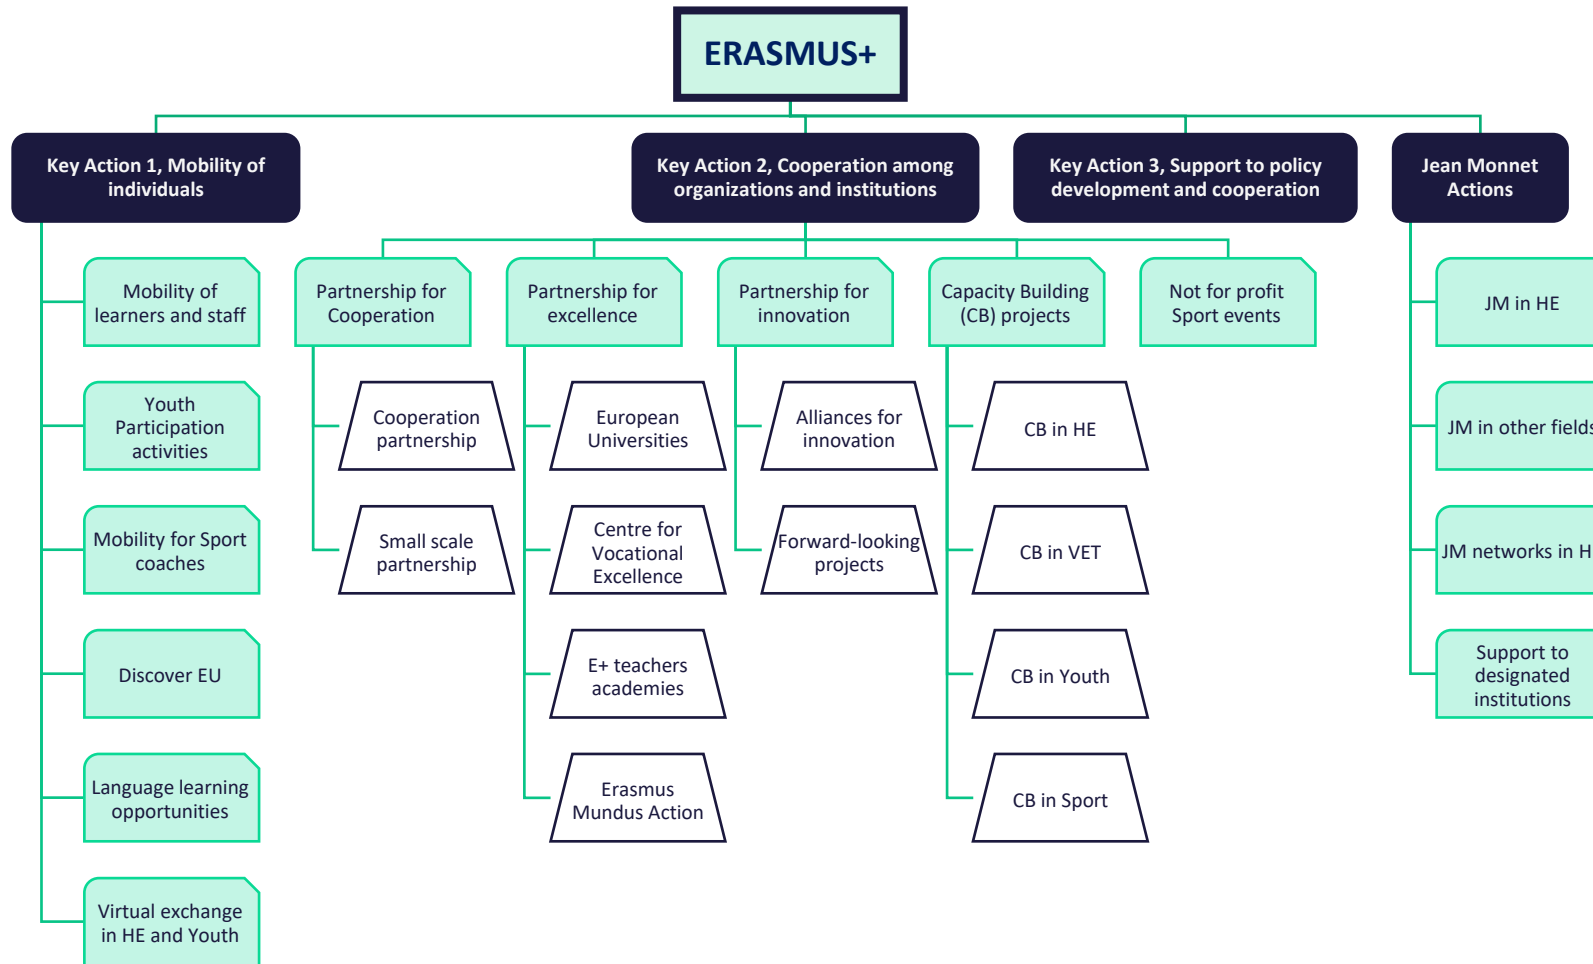 ERASMUS+
Key Action 1, Mobility of
individuals
Key Action 2, Cooperation among
organizations and institutions
Key Action 3, Support to policy
development and cooperation
Jean Monnet
Actions
Mobility of
learners and staff
Youth
Participation
activities
Mobility for Sport
coaches
Discover EU
Language learning
opportunities
Virtual exchange
in HE and Youth
Partnership for
Cooperation
Cooperation
partnership
Small scale
partnership
Partnership for
excellence
European
Universities
Centre for
Vocational
Excellence
E+ teachers
academies
Erasmus
Mundus Action
Partnership for
innovation
Alliances for
innovation
Forward-looking
projects
Capacity Building
(CB) projects
CB in HE
CB in VET
CB in Youth
CB in Sport
Not for profit
Sport events
JM in HE
JM in other fields
JM networks in H
Support to
designated
institutions